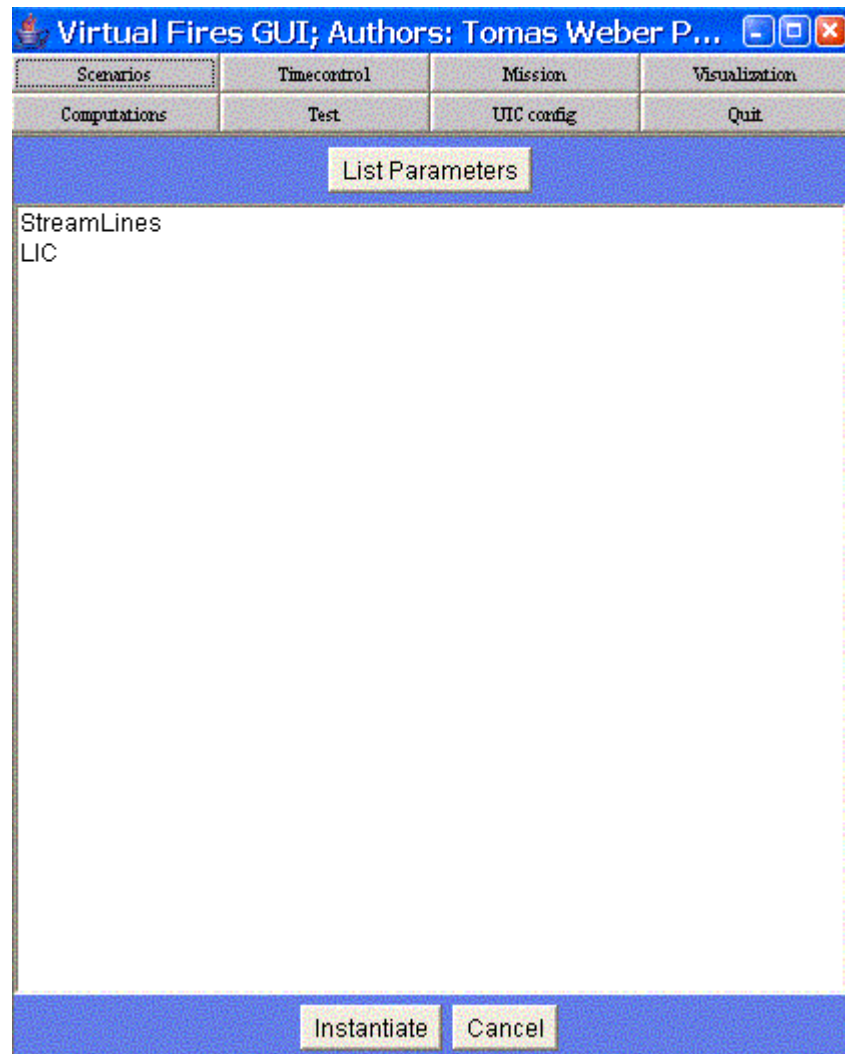 Virtual Fires GUI; Authors: Tomas Weber P...
Scenarios Timecontrol Mission Visualization
Computations Test UIC config Quit
List Parameters
StreamLines
LIC
Instantiate Cancel